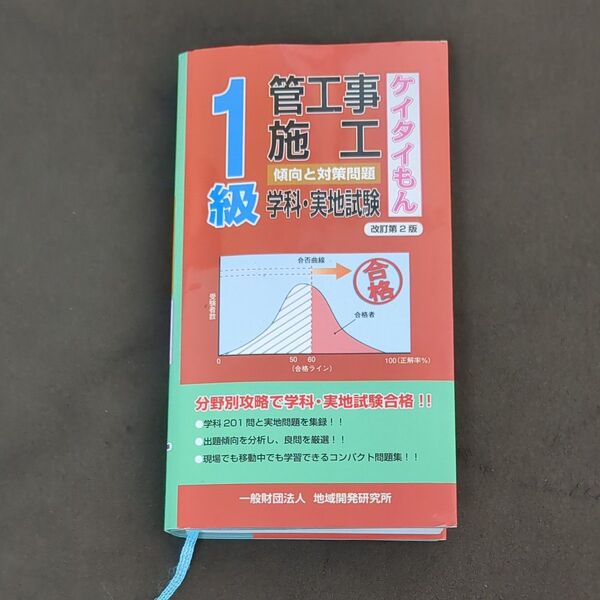 1級
管工事
施工
傾向と対策問題
学科・実地試験
ケイタイもん
改訂第2版
合否曲線
合格
受験者数
合格者
0 50 60 100(正解率%)
(合格ライン)
分野別攻略で学科・実地試験合格!!
●学科201問と実地問題を集録!!
●出題傾向を分析し、良問を厳選!!
●現場でも移動中でも学習できるコンパクト問題集!!
一般財団法人 地域開発研究所